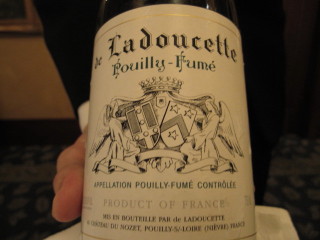 de Ladoucette
Pouilly-Fumé
APPELLATION POUILLY-FUMÉ CONTRÔLÉE
PRODUCT OF FRANCE
MIS EN BOUTEILLE PAR de LADOUCETTE
CHÂTEAU DU NOZET, POUILLY-S/-LOIRE (NIÈVRE) FRANCE